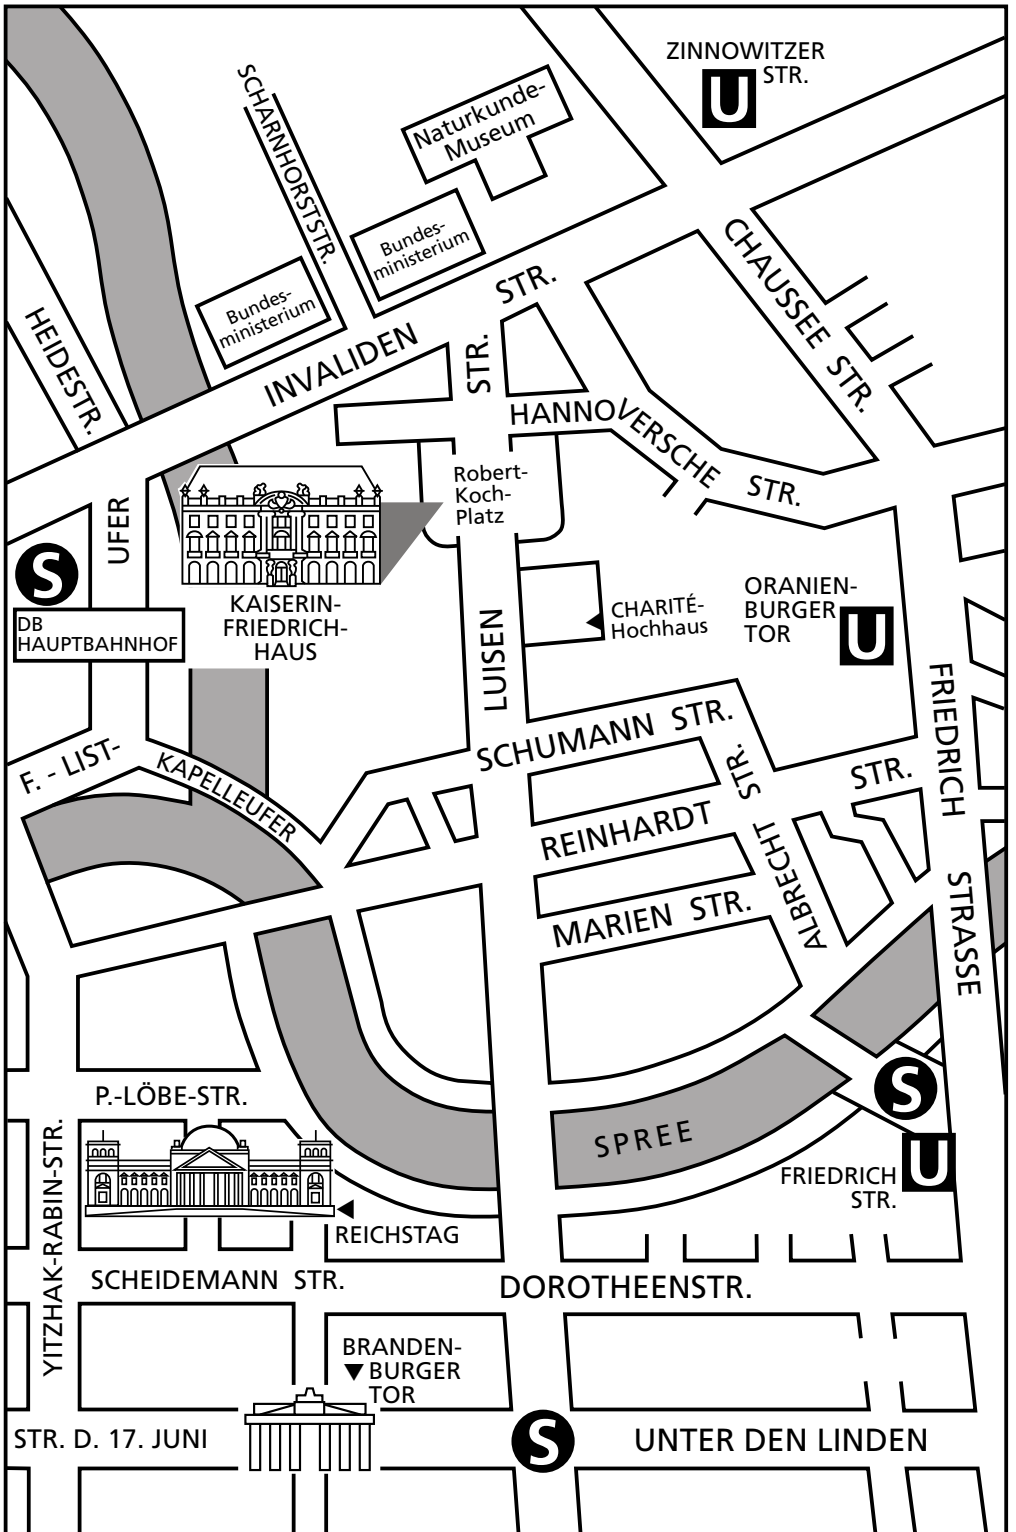 ZINNOWITZER
STR.
U
SCHARNHORSTSTR.
Naturkunde-
Museum
Bundes-
ministerium
Bundes-
ministerium
CHAUSSEE STR.
HEIDESTR.
INVALIDEN STR.
HANNOVERSCHE STR.
Robert-
Koch-
Platz
UFER
S
DB
HAUPTBAHNHOF
KAISERIN-
FRIEDRICH-
HAUS
LUISEN STR.
CHARITÉ-
Hochhaus
ORANIEN-
BURGER
TOR
U
FRIEDRICH STRASSE
SCHUMANN STR.
F. - LIST-
KAPELLEUFER
REINHARDT STR.
ALBRECHT STR.
MARIEN STR.
S
P.-LÖBE-STR.
SPREE
U
FRIEDRICH
STR.
YITZHAK-RABIN-STR.
REICHSTAG
SCHEIDEMANN STR.
DOROTHEENSTR.
BRANDEN-
BURGER
TOR
STR. D. 17. JUNI
S
UNTER DEN LINDEN